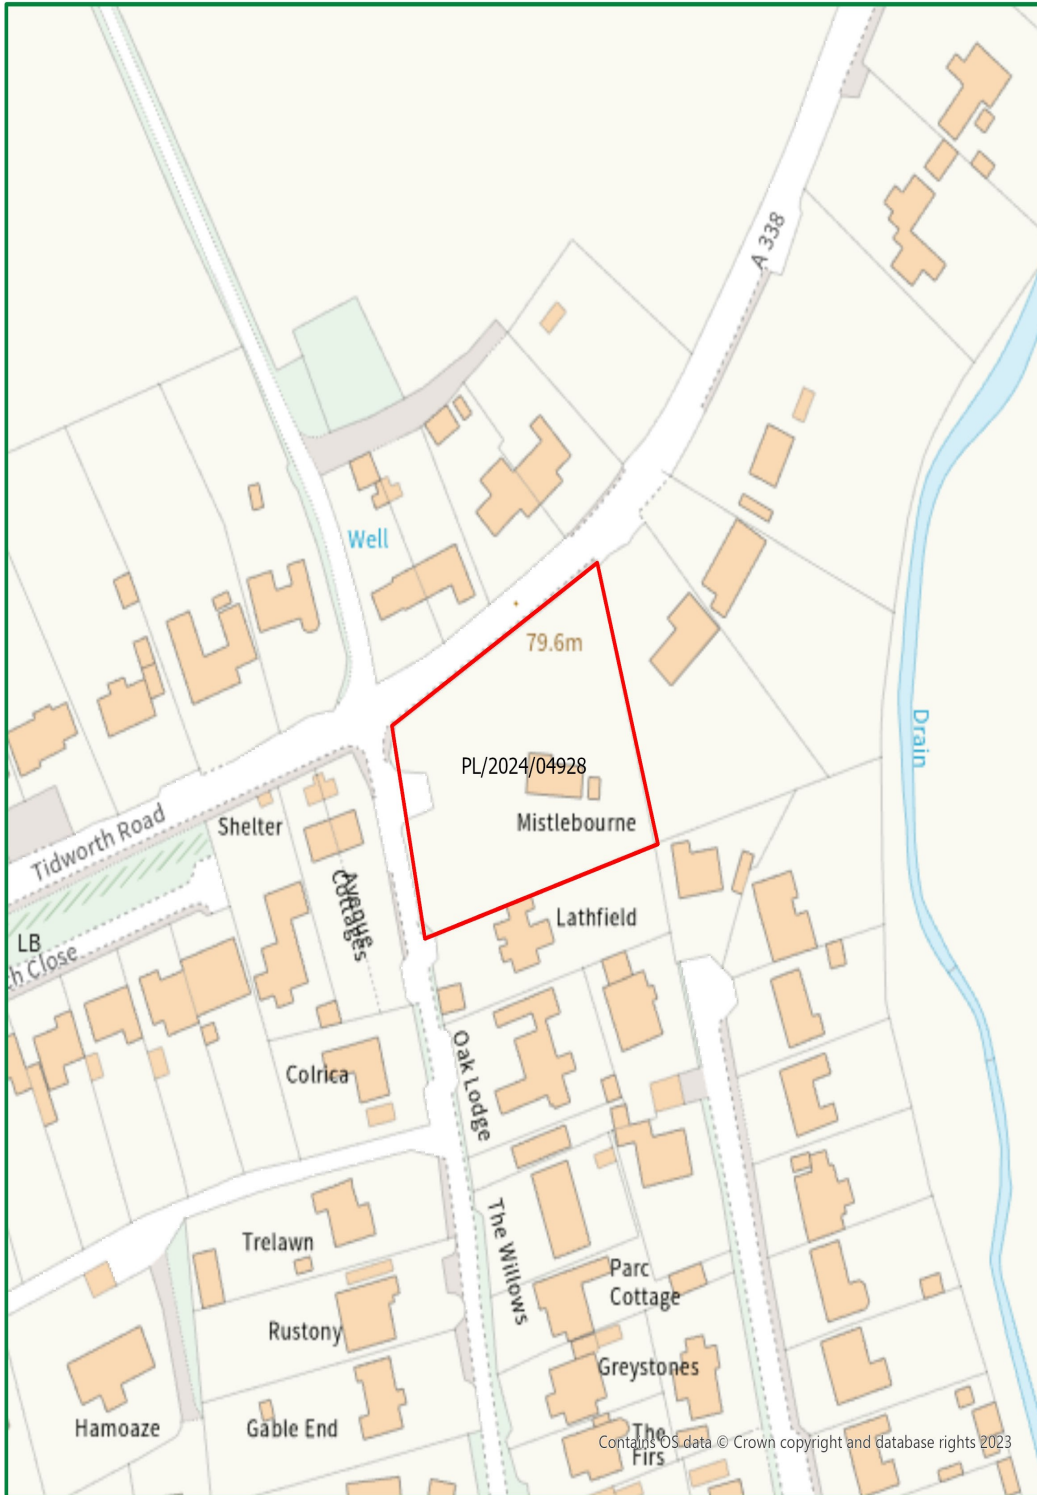 A 338
Well
79.6m
Drain
PL/2024/04928
Mistlebourne
Tidworth Road
Shelter
Avenue
Cottages
LB
ch Close
Lathfield
Oak Lodge
Colrica
The Willows
Trelawn
Parc
Cottage
Rustony
Greystones
Hamoaze
Gable End
The
Firs
Contains OS data © Crown copyright and database rights 2023